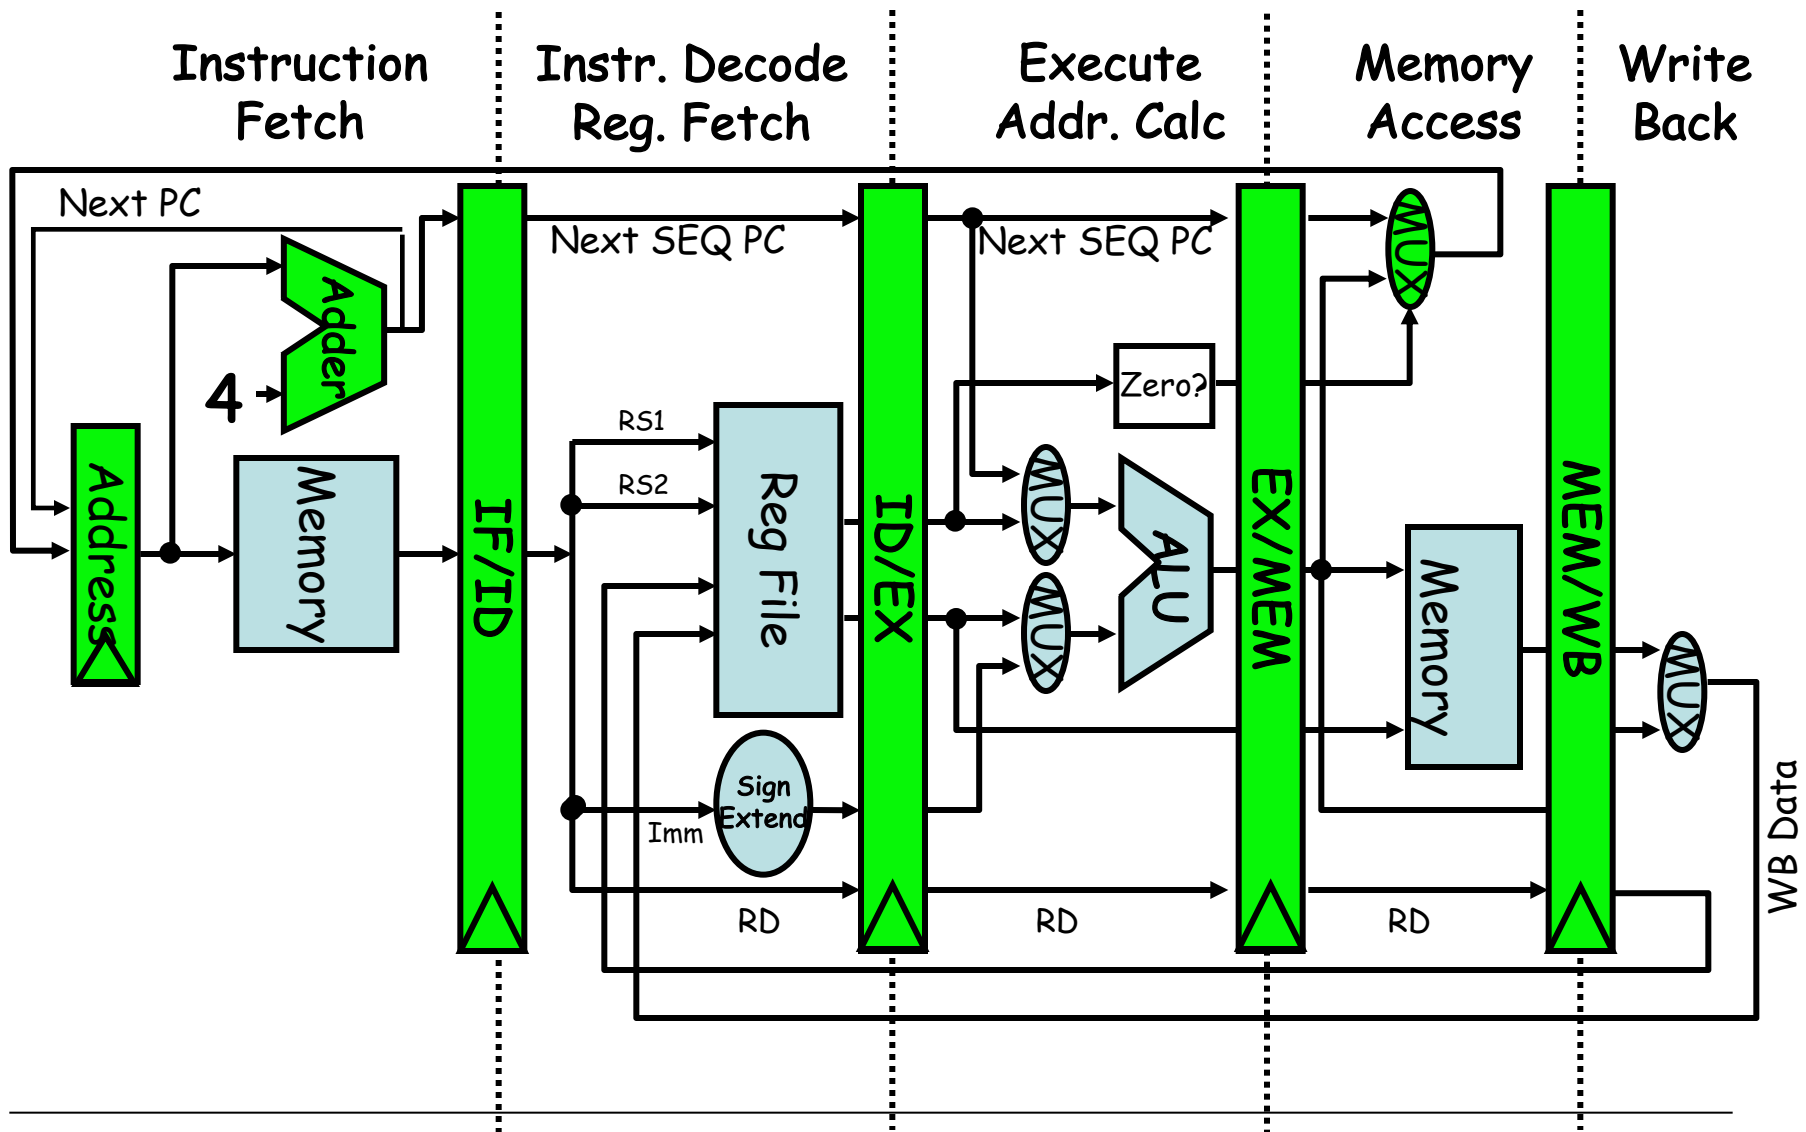 Instruction
Fetch
Instr. Decode
Reg. Fetch
Execute
Addr. Calc
Memory
Access
Write
Back
Next PC
Next SEQ PC
Next SEQ PC
MUX
Adder
4
Zero?
Address
Memory
IF/ID
RS1
RS2
Reg File
ID/EX
MUX
MUX
ALU
EX/MEM
Memory
MEM/WB
MUX
Sign
Extend
Imm
WB Data
RD
RD
RD